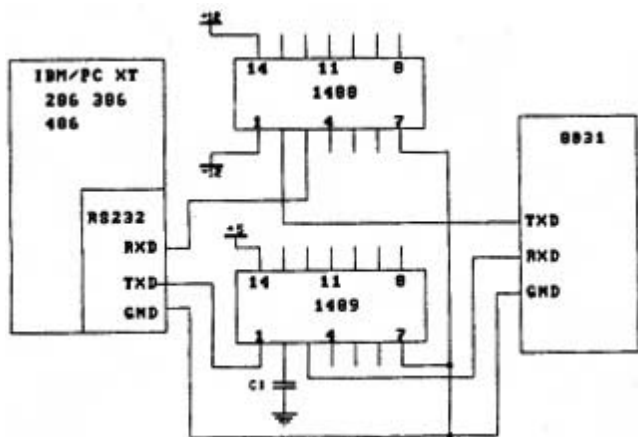 +12
14 11 8
IBM/PC XT
286 386
486
1488
1 4 7
-12
8031
RS232
RXD
TXD
GND
+5
14 11 8
1489
1 4 7
C1
TXD
RXD
GND